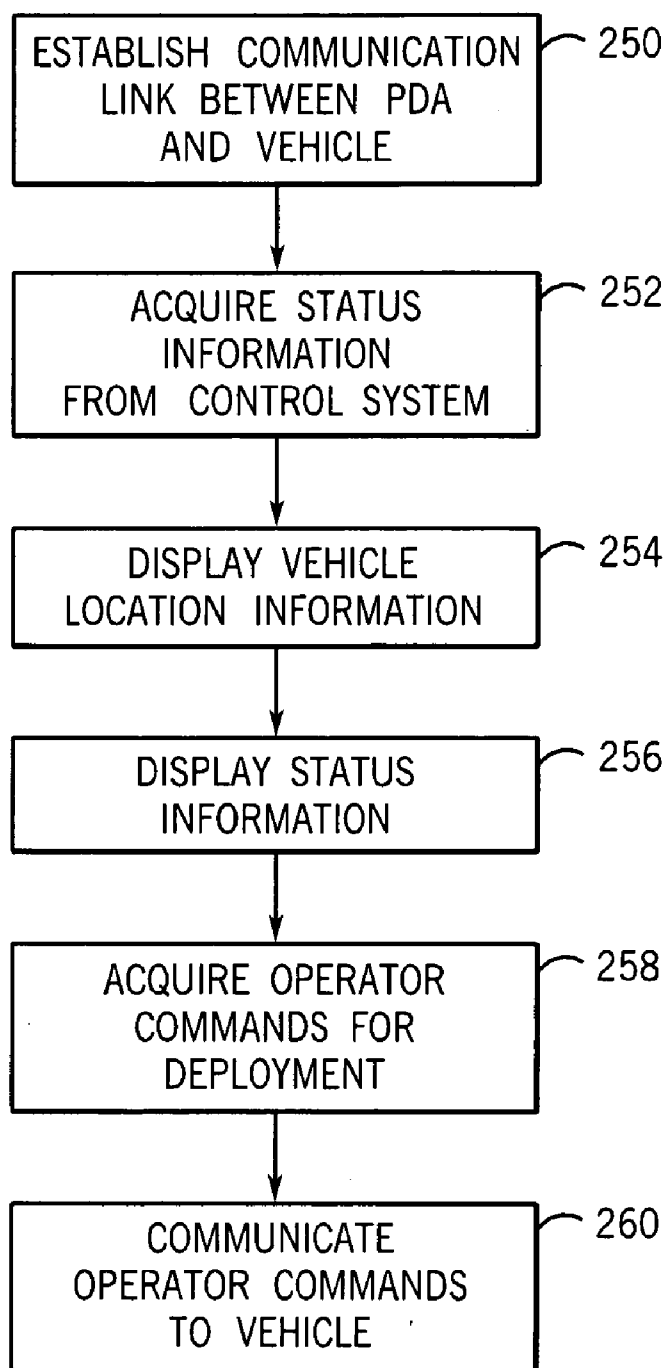 ESTABLISH COMMUNICATION
LINK BETWEEN PDA
AND VEHICLE
250
ACQUIRE STATUS
INFORMATION
FROM CONTROL SYSTEM
252
DISPLAY VEHICLE
LOCATION INFORMATION
254
DISPLAY STATUS
INFORMATION
256
ACQUIRE OPERATOR
COMMANDS FOR
DEPLOYMENT
258
COMMUNICATE
OPERATOR COMMANDS
TO VEHICLE
260